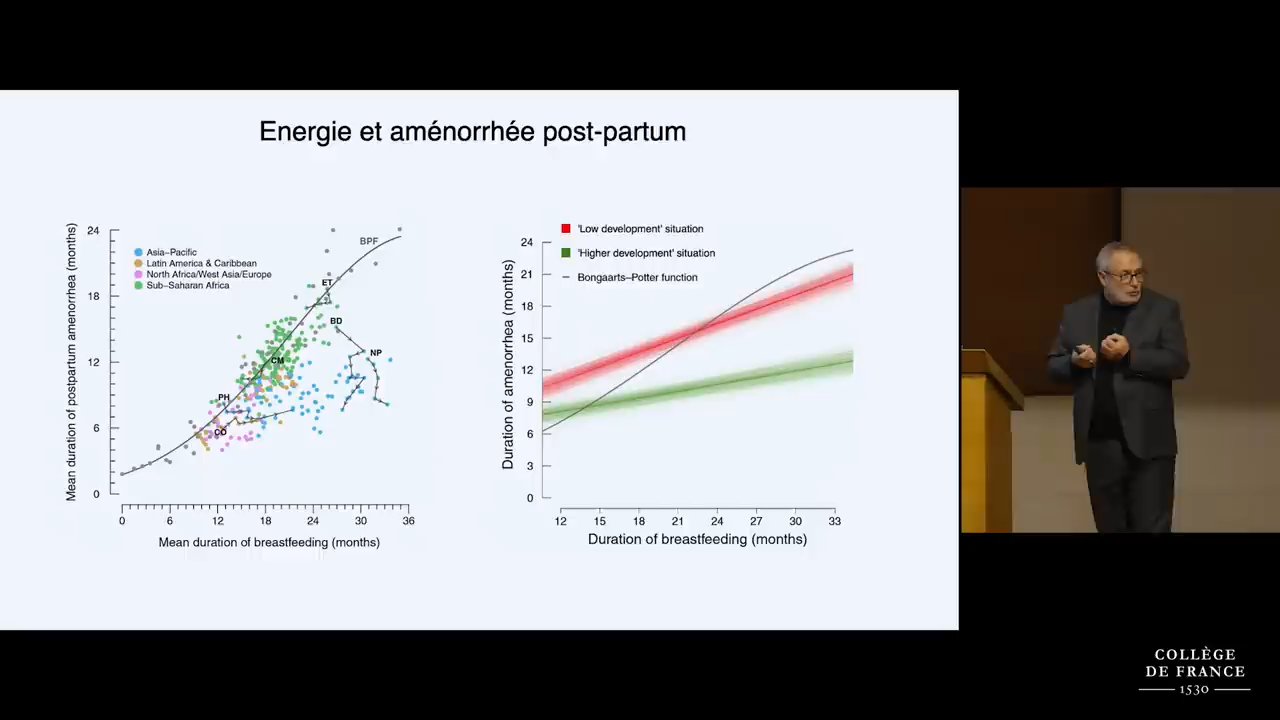 Energie et aménorrhée post-partum
Mean duration of postpartum amenorrhea (months)
24
18
12
6
0
Asia–Pacific
Latin America & Caribbean
North Africa/West Asia/Europe
Sub–Saharan Africa
BPF
ET
BD
NP
CM
PH
CO
0 6 12 18 24 30 36
Mean duration of breastfeeding (months)
'Low development' situation
'Higher development' situation
Bongaarts–Potter function
Duration of amenorrhea (months)
24
21
18
15
12
9
6
3
0
12 15 18 21 24 27 30 33
Duration of breastfeeding (months)
COLLÈGE
DE FRANCE
1530